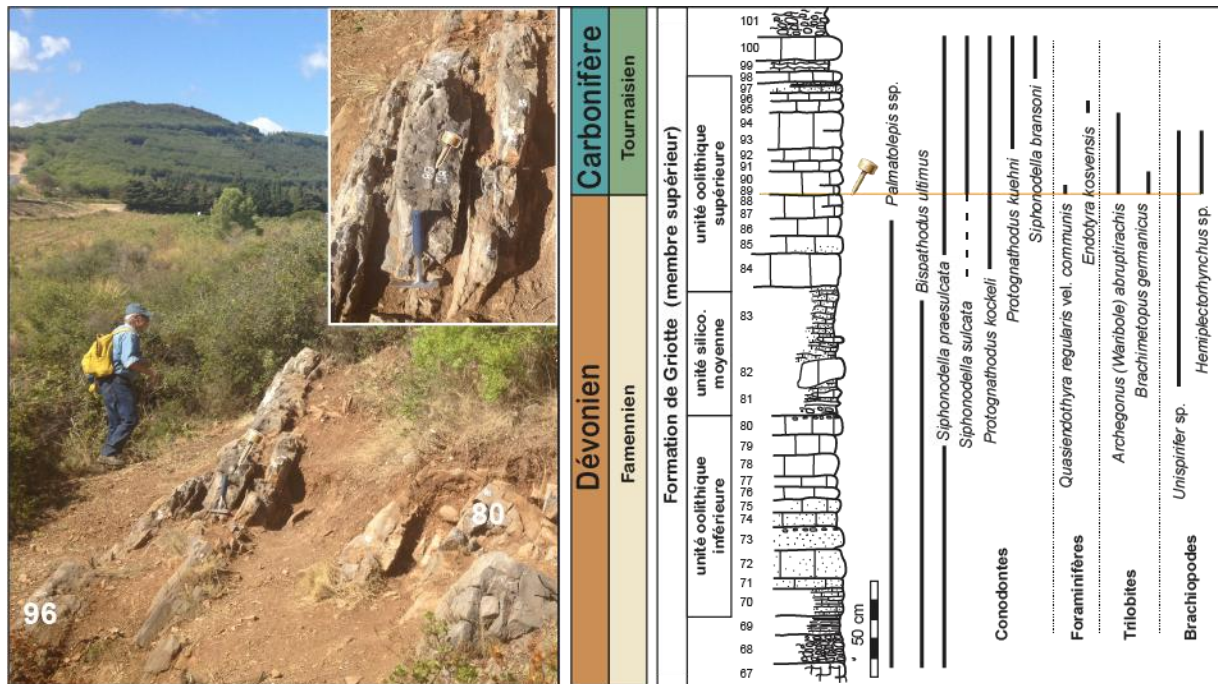 96
80
89
Carbonifère
Dévonien
Tournaisien
Famennien
Formation de Griotte (membre supérieur)
unité oolithique
supérieure
unité silico.
moyenne
unité oolithique
inférieure
101
100
99
98
97
96
95
94
93
92
91
90
89
88
87
86
85
84
83
82
81
80
79
78
77
76
75
74
73
72
71
70
69
68
67
50 cm
Palmatolepis ssp.
Bispathodus ultimus
Siphonodella praesulcata
Siphonodella sulcata
Protognathodus kockeli
Protognathodus kuehni
Siphonodella bransoni
Quasiendothyra regularis vel. communis
Endotyra kosvensis
Archegonus (Waribole) abruptirachis
Brachimetopus germanicus
Unispirifer sp.
Hemiplectorhynchus sp.
Conodontes
Foraminifères
Trilobites
Brachiopodes